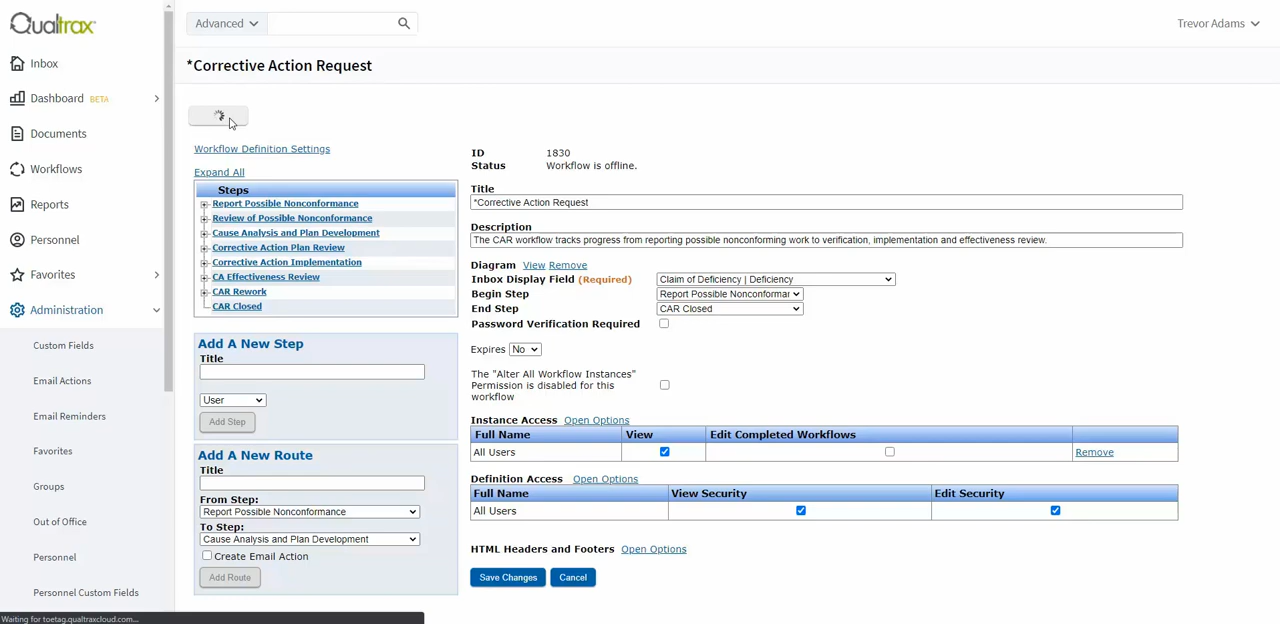 Qualtrax
Advanced
Trevor Adams
Inbox
Dashboard BETA
Documents
Workflows
Reports
Personnel
Favorites
Administration
Custom Fields
Email Actions
Email Reminders
Favorites
Groups
Out of Office
Personnel
Personnel Custom Fields
Waiting for toetag.qualtraxcloud.com...
*Corrective Action Request
Workflow Definition Settings
Expand All
Steps
Report Possible Nonconformance
Review of Possible Nonconformance
Cause Analysis and Plan Development
Corrective Action Plan Review
Corrective Action Implementation
CA Effectiveness Review
CAR Rework
CAR Closed
Add A New Step
Title
User
Add Step
Add A New Route
Title
From Step:
Report Possible Nonconformance
To Step:
Cause Analysis and Plan Development
Create Email Action
Add Route
ID 1830
Status Workflow is offline.
Title
*Corrective Action Request
Description
The CAR workflow tracks progress from reporting possible nonconforming work to verification, implementation and effectiveness review.
Diagram View Remove
Inbox Display Field (Required) Claim of Deficiency | Deficiency
Begin Step Report Possible Nonconformar
End Step CAR Closed
Password Verification Required
Expires No
The "Alter All Workflow Instances"
Permission is disabled for this
workflow
Instance Access Open Options
Full Name View Edit Completed Workflows
All Users Remove
Definition Access Open Options
Full Name View Security Edit Security
All Users
HTML Headers and Footers Open Options
Save Changes Cancel